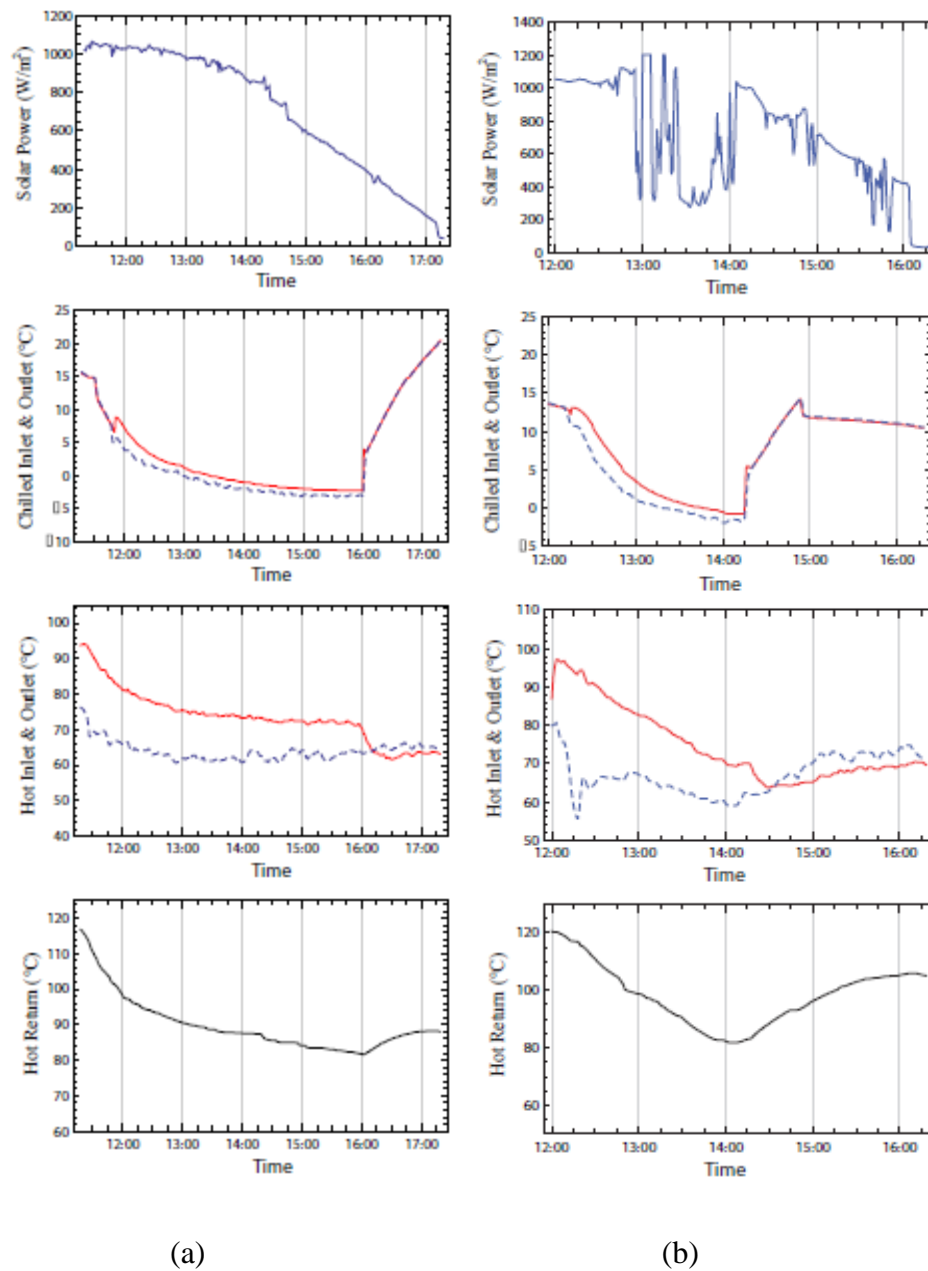 Solar Power (W/m²)
1200
1000
800
600
400
200
0
12:00 13:00 14:00 15:00 16:00 17:00
Time
Solar Power (W/m²)
1400
1200
1000
800
600
400
200
0
12:00 13:00 14:00 15:00 16:00
Time
Chilled Inlet & Outlet (°C)
25
20
15
10
5
0
▯5
▯10
12:00 13:00 14:00 15:00 16:00 17:00
Time
Chilled Inlet & Outlet (°C)
25
20
15
10
5
0
▯5
12:00 13:00 14:00 15:00 16:00
Time
Hot Inlet & Outlet (°C)
100
90
80
70
60
50
40
12:00 13:00 14:00 15:00 16:00 17:00
Time
Hot Inlet & Outlet (°C)
110
100
90
80
70
60
50
12:00 13:00 14:00 15:00 16:00
Time
Hot Return (°C)
120
110
100
90
80
70
60
12:00 13:00 14:00 15:00 16:00 17:00
Time
Hot Return (°C)
120
100
80
60
12:00 13:00 14:00 15:00 16:00
Time
(a)
(b)